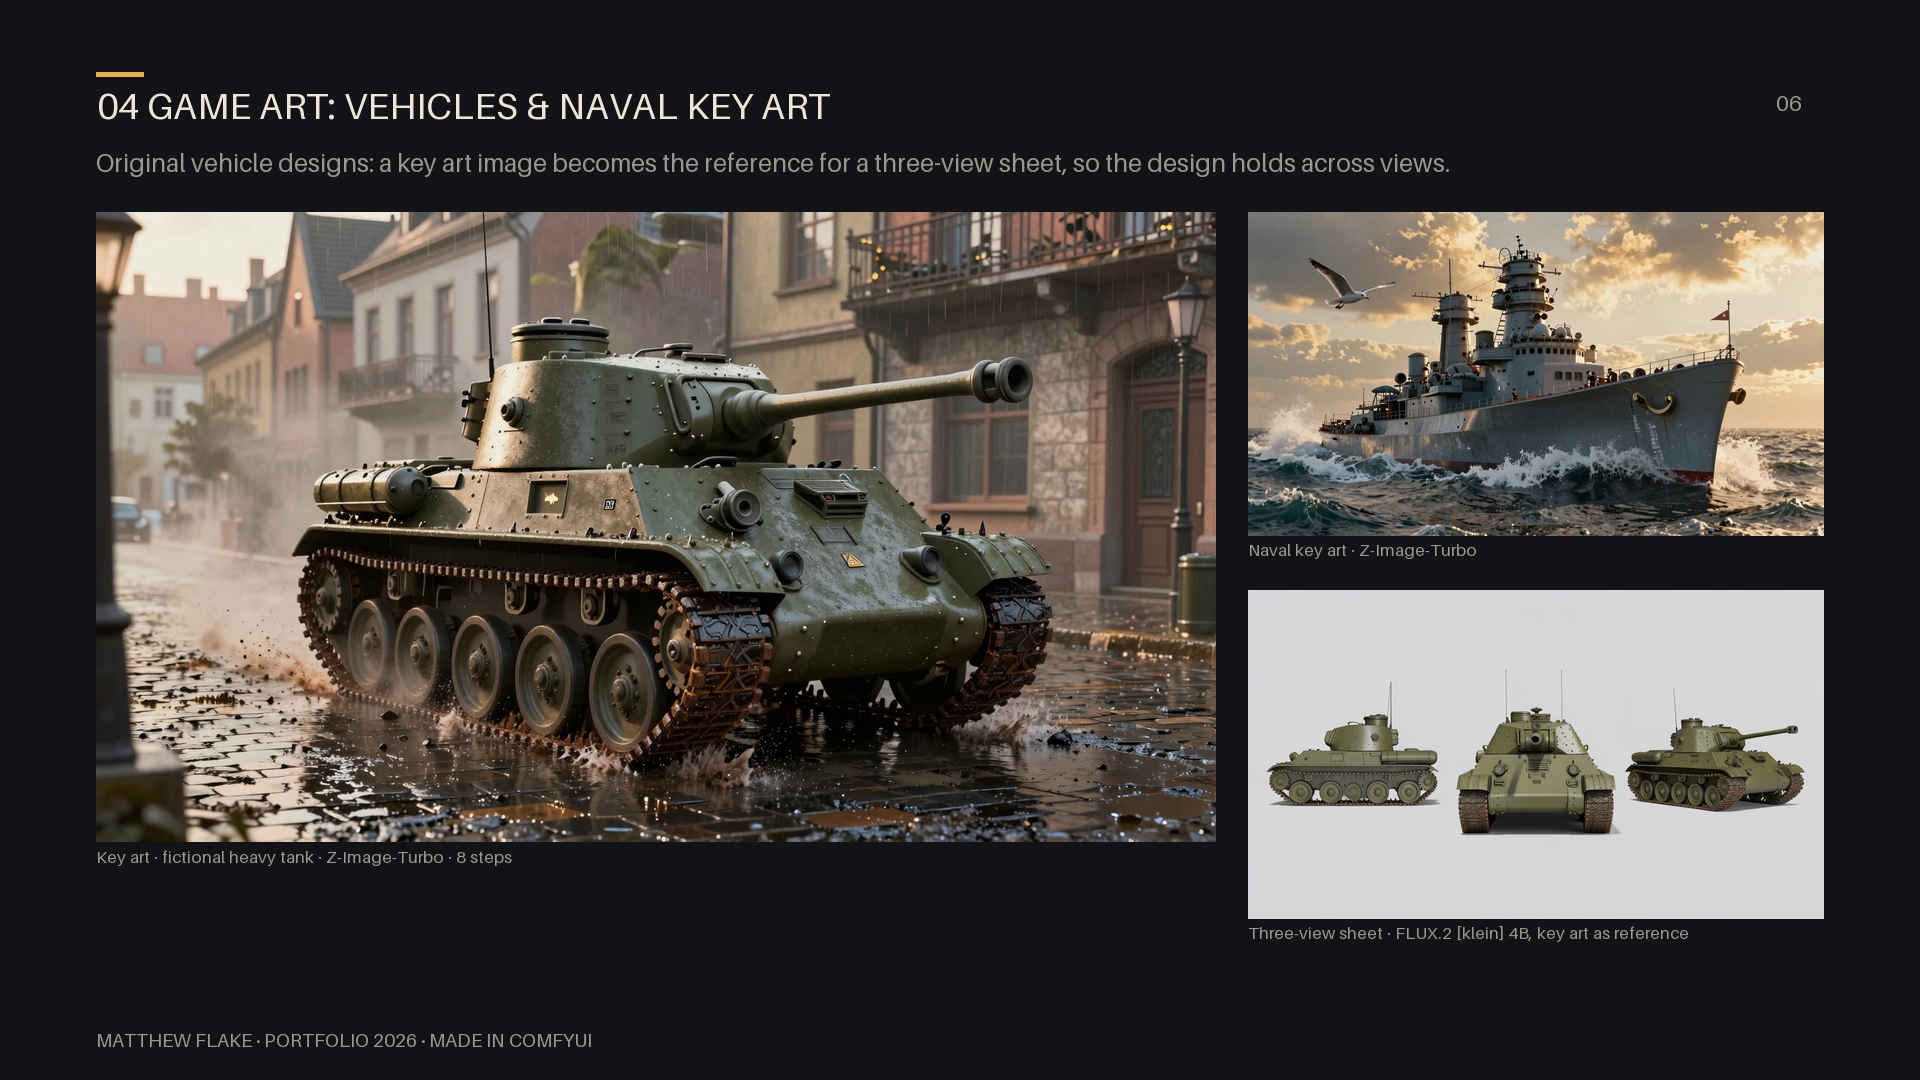 04 GAME ART: VEHICLES & NAVAL KEY ART
06
Original vehicle designs: a key art image becomes the reference for a three-view sheet, so the design holds across views.
Key art · fictional heavy tank · Z-Image-Turbo · 8 steps
Naval key art · Z-Image-Turbo
Three-view sheet · FLUX.2 [klein] 4B, key art as reference
MATTHEW FLAKE · PORTFOLIO 2026 · MADE IN COMFYUI